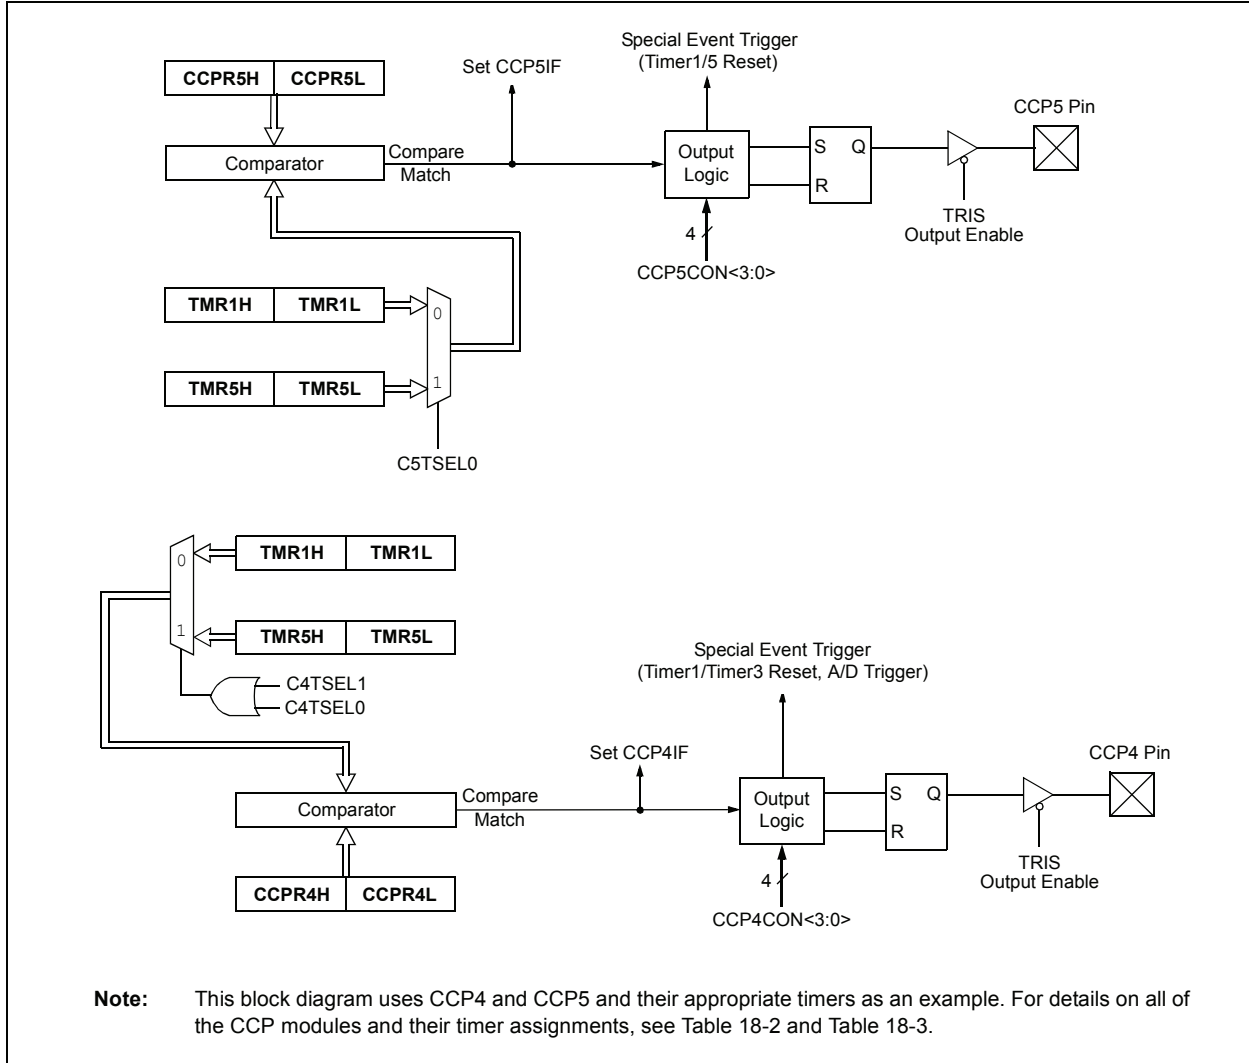 Special Event Trigger
(Timer1/5 Reset)
Set CCP5IF
CCPR5H CCPR5L
CCP5 Pin
Comparator
Compare
Match
Output
Logic
S Q
R
TRIS
Output Enable
4
CCP5CON<3:0>
TMR1H TMR1L
0
TMR5H TMR5L
1
C5TSEL0
TMR1H TMR1L
0
TMR5H TMR5L
1
C4TSEL1
C4TSEL0
Special Event Trigger
(Timer1/Timer3 Reset, A/D Trigger)
Set CCP4IF
CCP4 Pin
Comparator
Compare
Match
Output
Logic
S Q
R
TRIS
Output Enable
4
CCPR4H CCPR4L
CCP4CON<3:0>
Note: This block diagram uses CCP4 and CCP5 and their appropriate timers as an example. For details on all of
the CCP modules and their timer assignments, see Table 18-2 and Table 18-3.